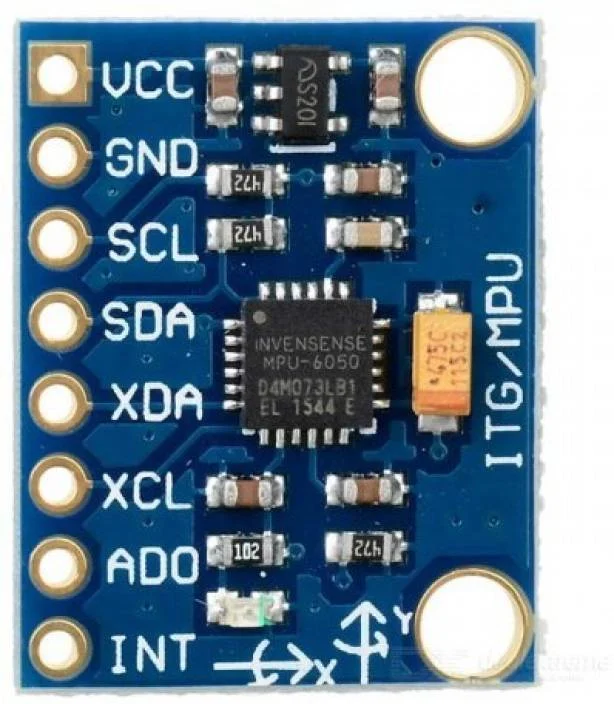 VCC
GND
SCL
SDA
XDA
XCL
ADO
INT
S20I
472
472
INVENSENSE
MPU-6050
D4M073LB1
EL 1544 E
475C
113C2
ITG/MPU
102
472
X
Y